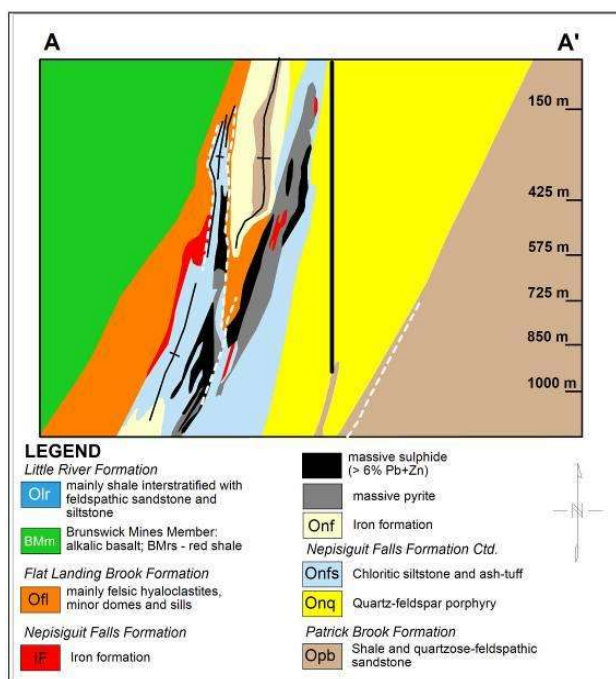 A A'
150 m
425 m
575 m
725 m
850 m
1000 m
LEGEND
Little River Formation
Olr mainly shale interstratified with
feldspathic sandstone and
siltstone
BMm Brunswick Mines Member:
alkalic basalt; BMrs - red shale
Flat Landing Brook Formation
Ofl mainly felsic hyaloclastites,
minor domes and sills
Nepisiguit Falls Formation
iF Iron formation
massive sulphide
(> 6% Pb+Zn)
massive pyrite
Onf Iron formation
Nepisiguit Falls Formation Ctd.
Onfs Chloritic siltstone and ash-tuff
Onq Quartz-feldspar porphyry
Patrick Brook Formation
Opb Shale and quartzose-feldspathic
sandstone
N